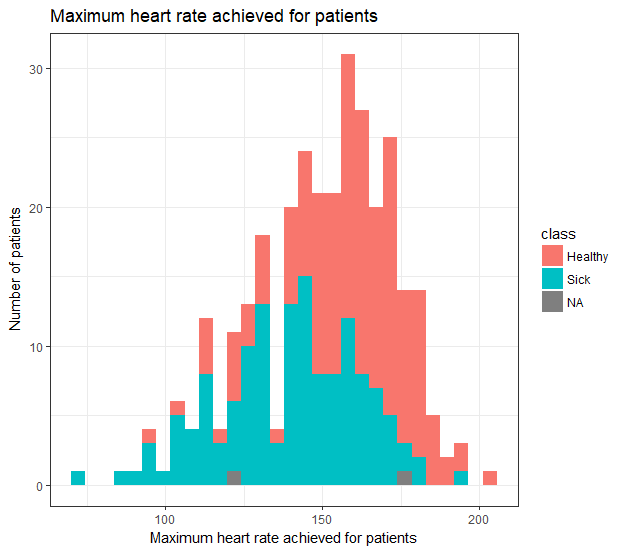 Maximum heart rate achieved for patients
30
20
10
0
Number of patients
100
150
200
Maximum heart rate achieved for patients
class
Healthy
Sick
NA